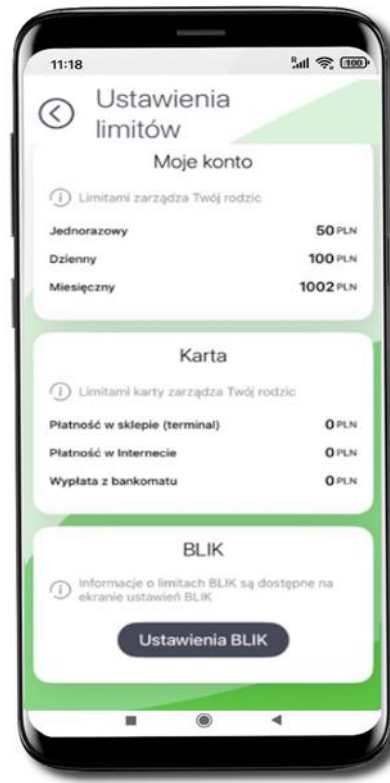 11:18
R
100
Ustawienia
limitów
Moje konto
Limitami zarządza Twój rodzic
Jednorazowy 50 PLN
Dzienny 100 PLN
Miesięczny 1002 PLN
Karta
Limitami karty zarządza Twój rodzic
Płatność w sklepie (terminal) 0 PLN
Płatność w Internecie 0 PLN
Wypłata z bankomatu 0 PLN
BLIK
Informacje o limitach BLIK są dostępne na
ekranie ustawień BLIK
Ustawienia BLIK